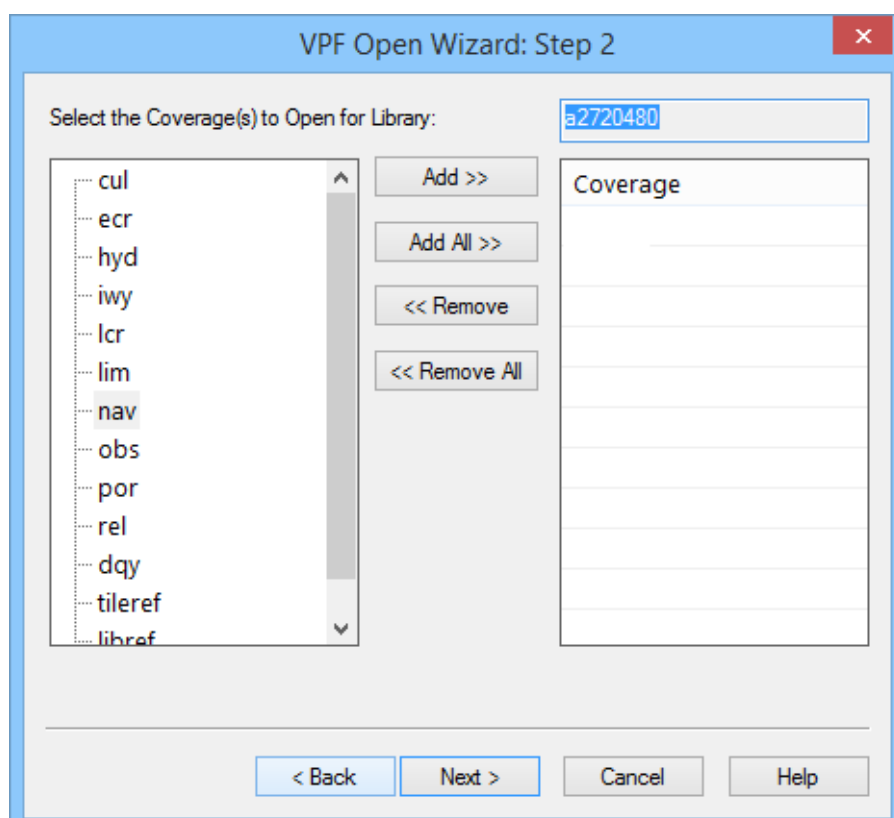 VPF Open Wizard: Step 2
Select the Coverage(s) to Open for Library:
a2720480
cul
ecr
hyd
iwy
lcr
lim
nav
obs
por
rel
dqy
tileref
libref
Add >>
Add All >>
<< Remove
<< Remove All
Coverage
< Back
Next >
Cancel
Help